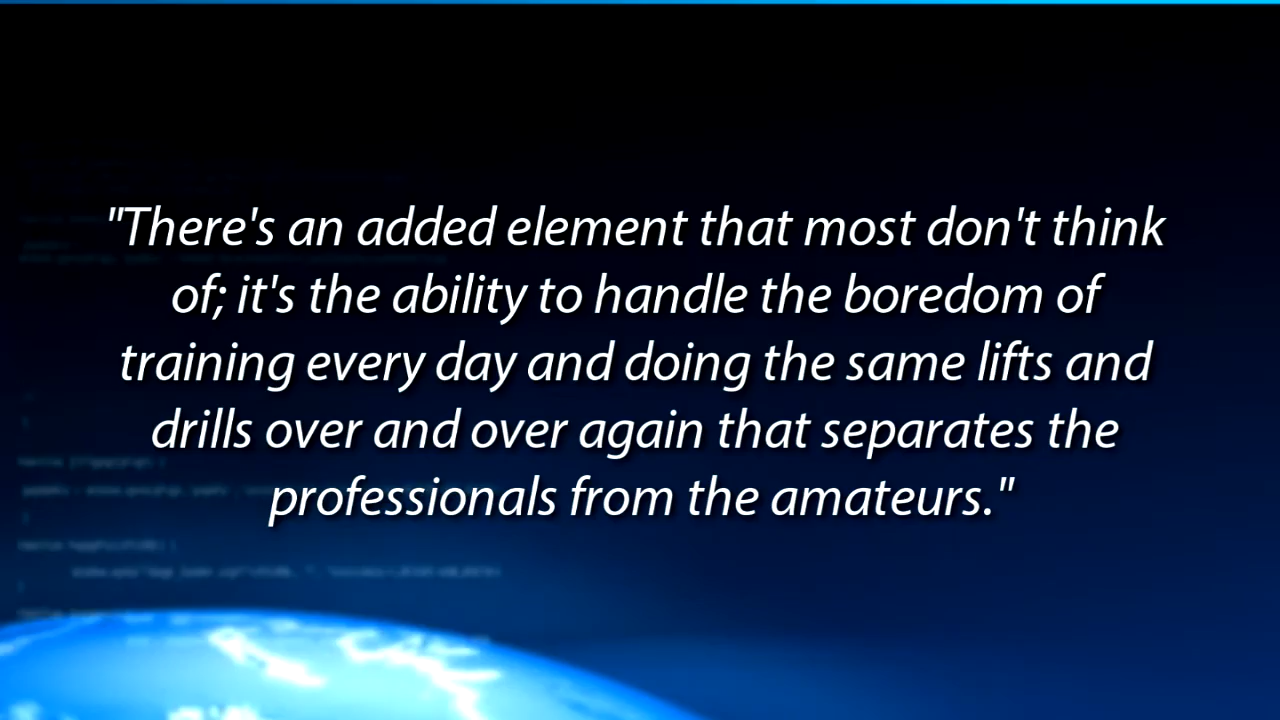 "There's an added element that most don't think
of; it's the ability to handle the boredom of
training every day and doing the same lifts and
drills over and over again that separates the
professionals from the amateurs."